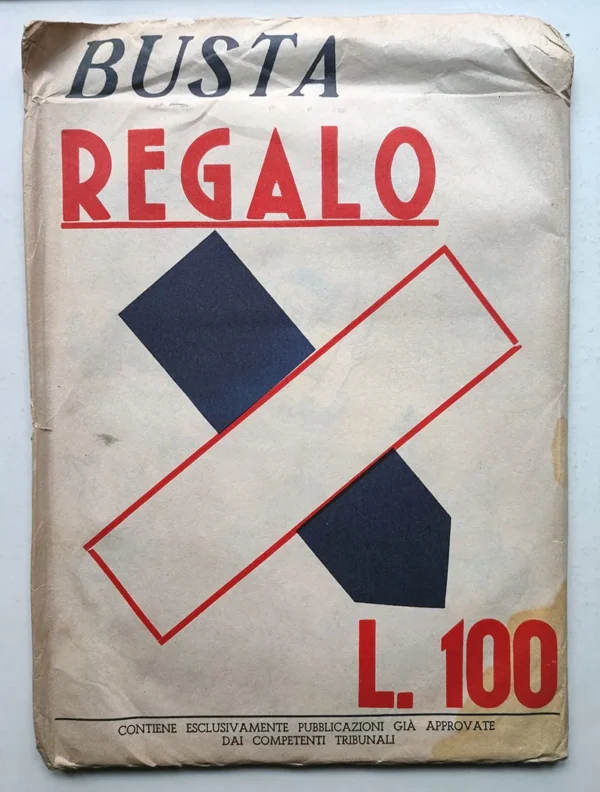 BUSTA
REGALO
L. 100
CONTIENE ESCLUSIVAMENTE PUBBLICAZIONI GIÀ APPROVATE
DAI COMPETENTI TRIBUNALI